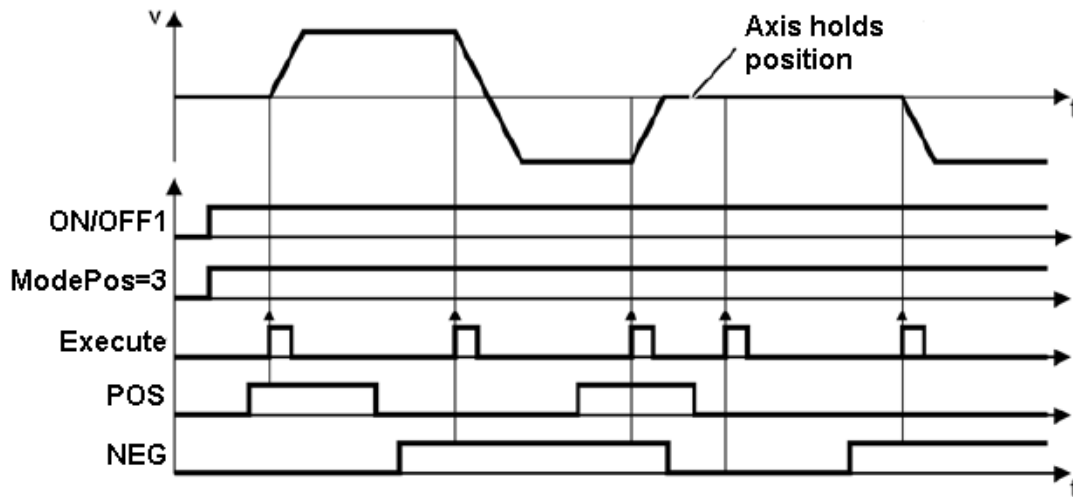 v
Axis holds
position
t
ON/OFF1
ModePos=3
Execute
POS
NEG
t